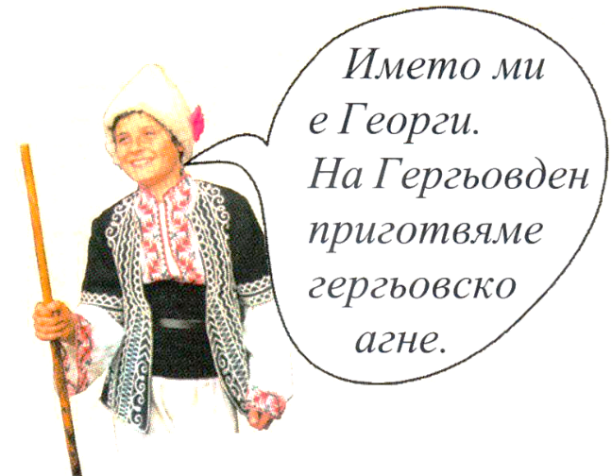 Името ми
е Георги.
На Гергьовден
приготвяме
гергьовско
агне.